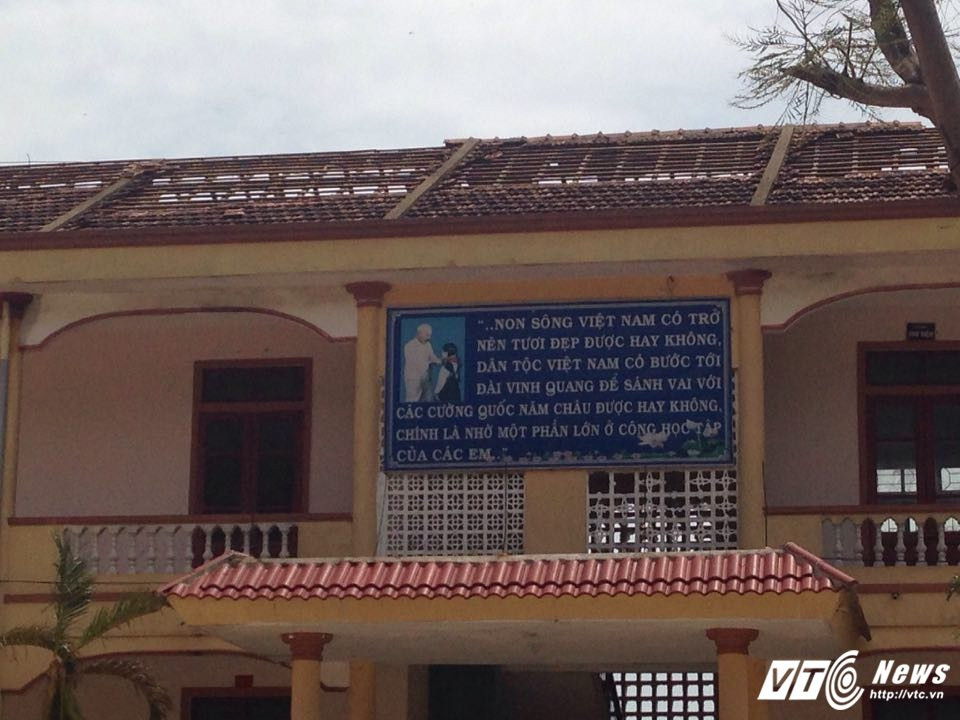 "..NON SÔNG VIỆT NAM CÓ TRỞ
NÊN TƯƠI ĐẸP ĐƯỢC HAY KHÔNG,
DÂN TỘC VIỆT NAM CÓ BƯỚC TỚI
ĐÀI VINH QUANG ĐỂ SÁNH VAI VỚI
CÁC CƯỜNG QUỐC NĂM CHÂU ĐƯỢC HAY KHÔNG,
CHÍNH LÀ NHỜ MỘT PHẦN LỚN Ở CÔNG HỌC TẬP
CỦA CÁC EM.."
VTC News
http://vtc.vn